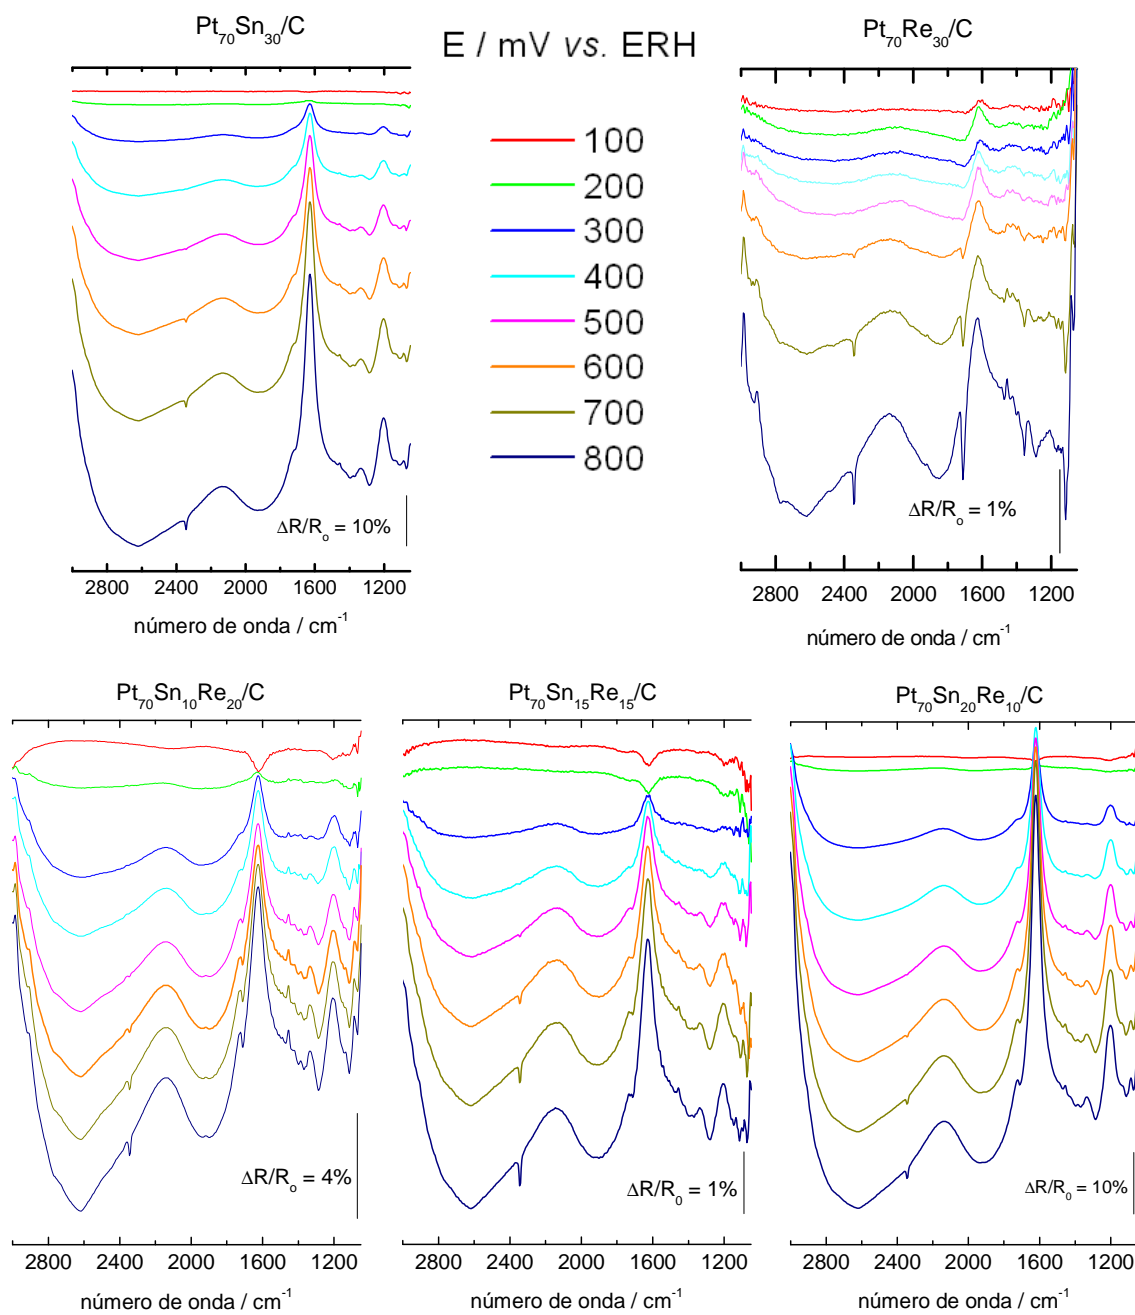 Pt₇₀Sn₃₀/C
E / mV vs. ERH
Pt₇₀Re₃₀/C
100
200
300
400
500
600
700
800
ΔR/Rₒ = 10%
ΔR/Rₒ = 1%
2800 2400 2000 1600 1200
número de onda / cm⁻¹
2800 2400 2000 1600 1200
número de onda / cm⁻¹
Pt₇₀Sn₁₀Re₂₀/C
Pt₇₀Sn₁₅Re₁₅/C
Pt₇₀Sn₂₀Re₁₀/C
ΔR/Rₒ = 4%
ΔR/R₀ = 1%
ΔR/R₀ = 10%
2800 2400 2000 1600 1200
número de onda / cm⁻¹
2800 2400 2000 1600 1200
número de onda / cm⁻¹
2800 2400 2000 1600 1200
número de onda / cm⁻¹